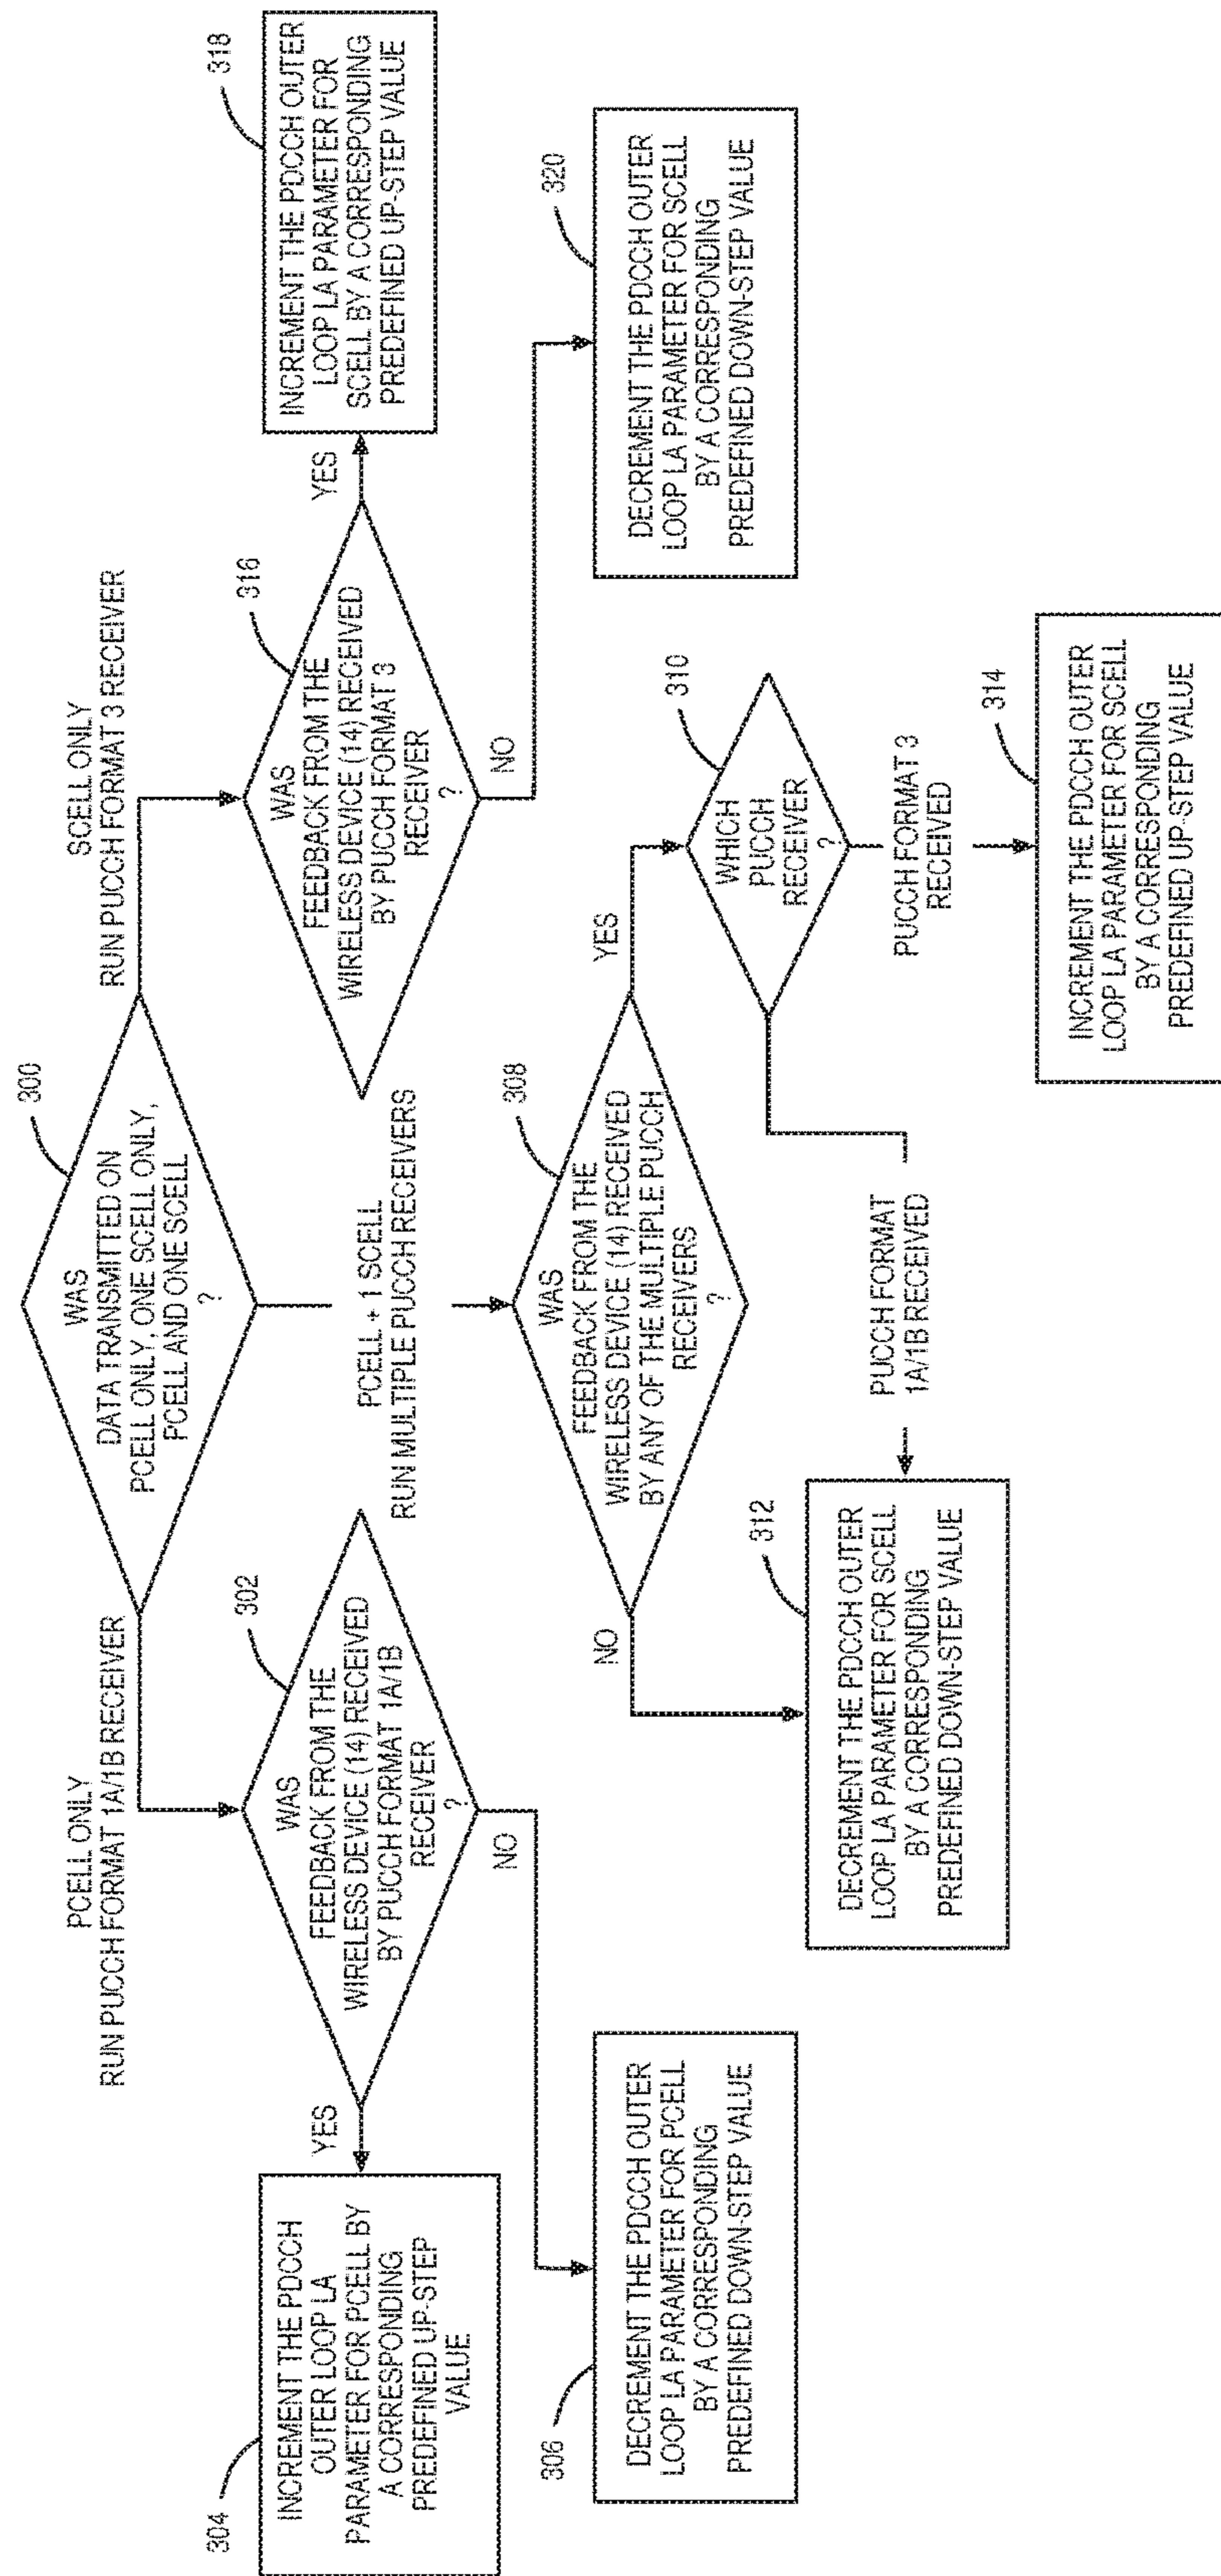 300
WAS
DATA TRANSMITTED ON
PCELL ONLY, ONE SCELL ONLY,
PCELL AND ONE SCELL
?
PCELL ONLY
RUN PUCCH FORMAT 1A/1B RECEIVER
302
WAS
FEEDBACK FROM THE
WIRELESS DEVICE (14) RECEIVED
BY PUCCH FORMAT 1A/1B
RECEIVER
?
YES
304
INCREMENT THE PDCCH
OUTER LOOP LA
PARAMETER FOR PCELL BY
A CORRESPONDING
PREDEFINED UP-STEP
VALUE
NO
306
DECREMENT THE PDCCH OUTER
LOOP LA PARAMETER FOR PCELL
BY A CORRESPONDING
PREDEFINED DOWN-STEP VALUE
PCELL + 1 SCELL
RUN MULTIPLE PUCCH RECEIVERS
308
WAS
FEEDBACK FROM THE
WIRELESS DEVICE (14) RECEIVED
BY ANY OF THE MULTIPLE PUCCH
RECEIVERS
?
NO
YES
310
WHICH
PUCCH
RECEIVER
?
PUCCH FORMAT
1A/1B RECEIVED
312
DECREMENT THE PDCCH OUTER
LOOP LA PARAMETER FOR SCELL
BY A CORRESPONDING
PREDEFINED DOWN-STEP VALUE
PUCCH FORMAT 3
RECEIVED
314
INCREMENT THE PDCCH OUTER
LOOP LA PARAMETER FOR SCELL
BY A CORRESPONDING
PREDEFINED UP-STEP VALUE
SCELL ONLY
RUN PUCCH FORMAT 3 RECEIVER
316
WAS
FEEDBACK FROM THE
WIRELESS DEVICE (14) RECEIVED
BY PUCCH FORMAT 3
RECEIVER
?
YES
318
INCREMENT THE PDCCH OUTER
LOOP LA PARAMETER FOR
SCELL BY A CORRESPONDING
PREDEFINED UP-STEP VALUE
NO
320
DECREMENT THE PDCCH OUTER
LOOP LA PARAMETER FOR SCELL
BY A CORRESPONDING
PREDEFINED DOWN-STEP VALUE